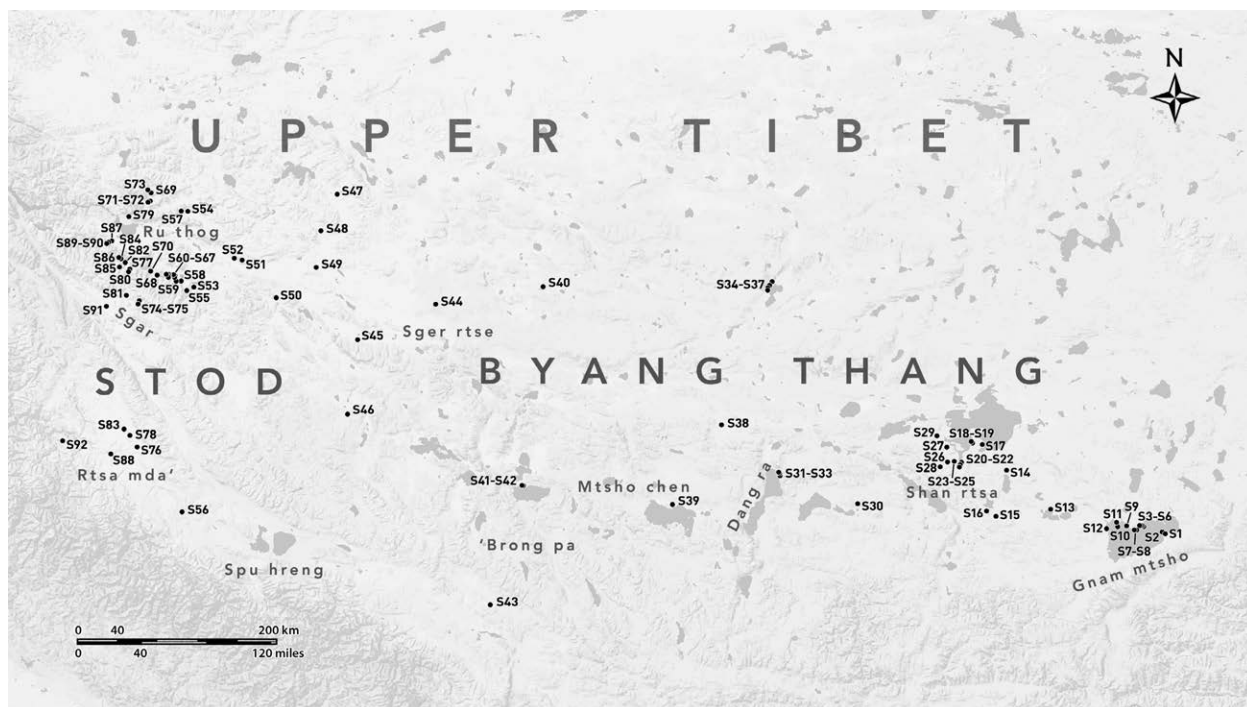 N
UPPER TIBET
S73
S69
S71-S72
S47
S54
S79
S57
S87
Ru thog
S48
S89-S90
S84
S70
S82
S60-S67
S52
S86
S77
S51
S85
S58
S49
S80
S68
S53
S40
S34-S37
S59
S55
S81
S50
S74-S75
S44
S91
Sgar
Sger rtse
S45
STOD
BYANG THANG
S46
S83
S38
S78
S29
S18-S19
S92
S76
S27
S17
S88
S26
S20-S22
Rtsa mda'
S28
S14
S31-S33
S41-S42
S23-S25
Mtsho chen
Dang ra
Shan rtsa
S39
S30
S56
S16
S15
S13
S9
S11
S3-S6
S12
S10
S2
S1
'Brong pa
S7-S8
Spu hreng
Gnam mtsho
S43
0 40 200 km
0 40 120 miles